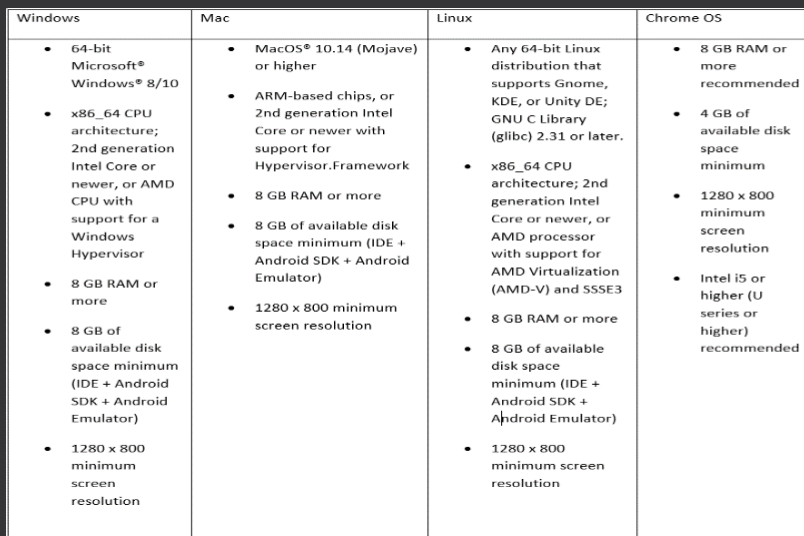 Windows
64-bit
Microsoft®
Windows® 8/10
x86_64 CPU
architecture;
2nd generation
Intel Core or
newer, or AMD
CPU with
support for a
Windows
Hypervisor
8 GB RAM or
more
8 GB of
available disk
space minimum
(IDE + Android
SDK + Android
Emulator)
1280 x 800
minimum
screen
resolution
Mac
MacOS® 10.14 (Mojave)
or higher
ARM-based chips, or
2nd generation Intel
Core or newer with
support for
Hypervisor.Framework
8 GB RAM or more
8 GB of available disk
space minimum (IDE +
Android SDK + Android
Emulator)
1280 x 800 minimum
screen resolution
Linux
Any 64-bit Linux
distribution that
supports Gnome,
KDE, or Unity DE;
GNU C Library
(glibc) 2.31 or later.
x86_64 CPU
architecture; 2nd
generation Intel
Core or newer, or
AMD processor
with support for
AMD Virtualization
(AMD-V) and SSSE3
8 GB RAM or more
8 GB of available
disk space
minimum (IDE +
Android SDK +
Android Emulator)
1280 x 800
minimum screen
resolution
Chrome OS
8 GB RAM or
more
recommended
4 GB of
available disk
space
minimum
1280 x 800
minimum
screen
resolution
Intel i5 or
higher (U
series or
higher)
recommended